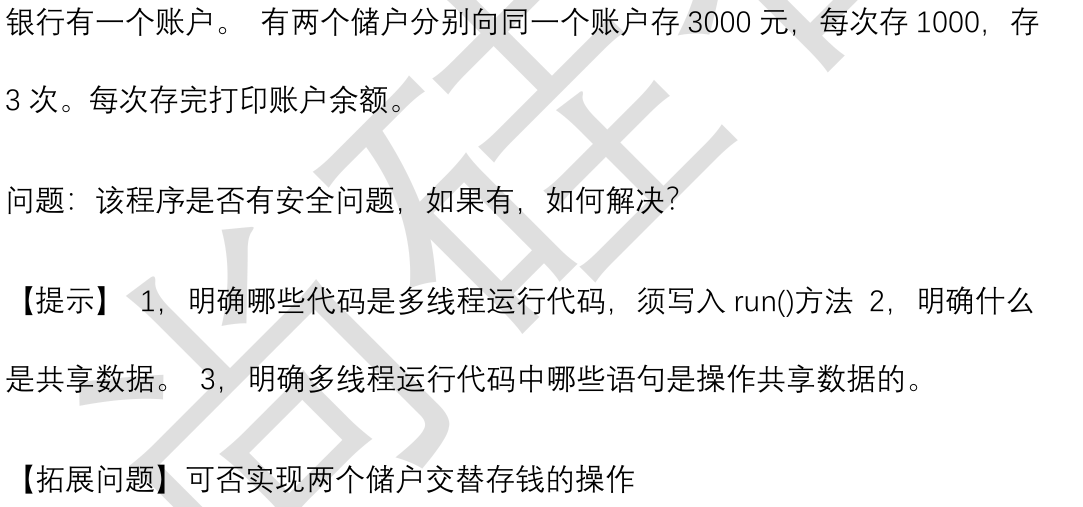 银行有一个账户。 有两个储户分别向同一个账户存 3000 元，每次存 1000，存
3 次。每次存完打印账户余额。
问题：该程序是否有安全问题，如果有，如何解决？
【提示】 1，明确哪些代码是多线程运行代码，须写入 run()方法 2，明确什么
是共享数据。 3，明确多线程运行代码中哪些语句是操作共享数据的。
【拓展问题】可否实现两个储户交替存钱的操作